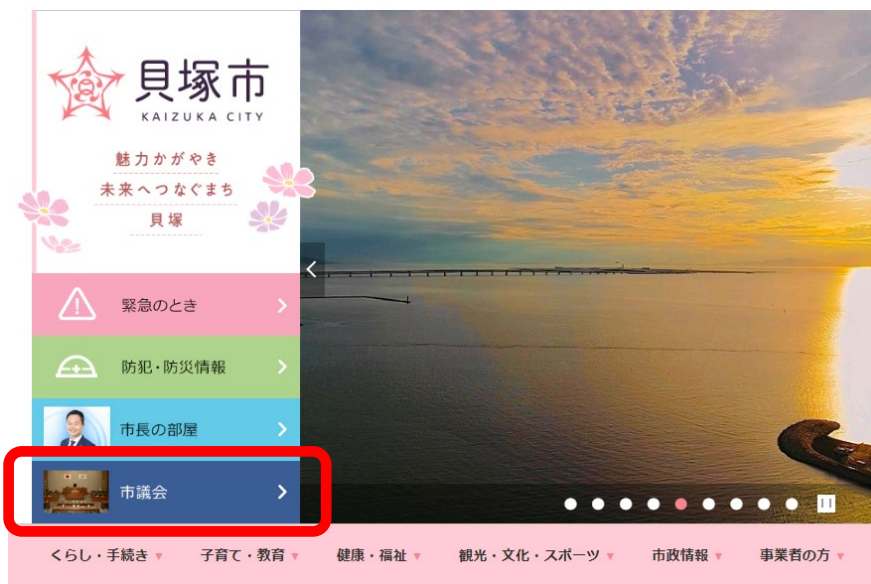 貝塚市
KAIZUKA CITY
魅力かがやき
未来へつなぐまち
貝塚
緊急のとき
防犯・防災情報
市長の部屋
市議会
くらし・手続き ▼ 子育て・教育 ▼ 健康・福祉 ▼ 観光・文化・スポーツ ▼ 市政情報 ▼ 事業者の方 ▼